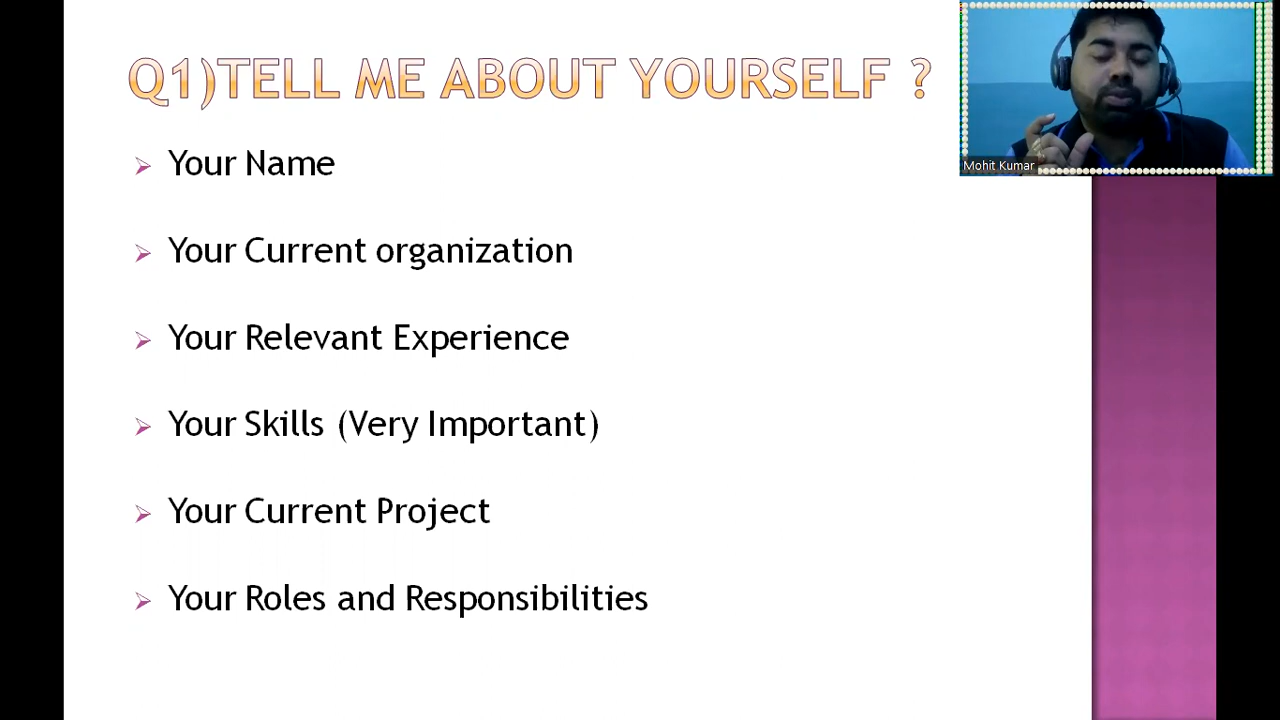 Q1)TELL ME ABOUT YOURSELF ?
Your Name
Your Current organization
Your Relevant Experience
Your Skills (Very Important)
Your Current Project
Your Roles and Responsibilities
Mohit Kumar